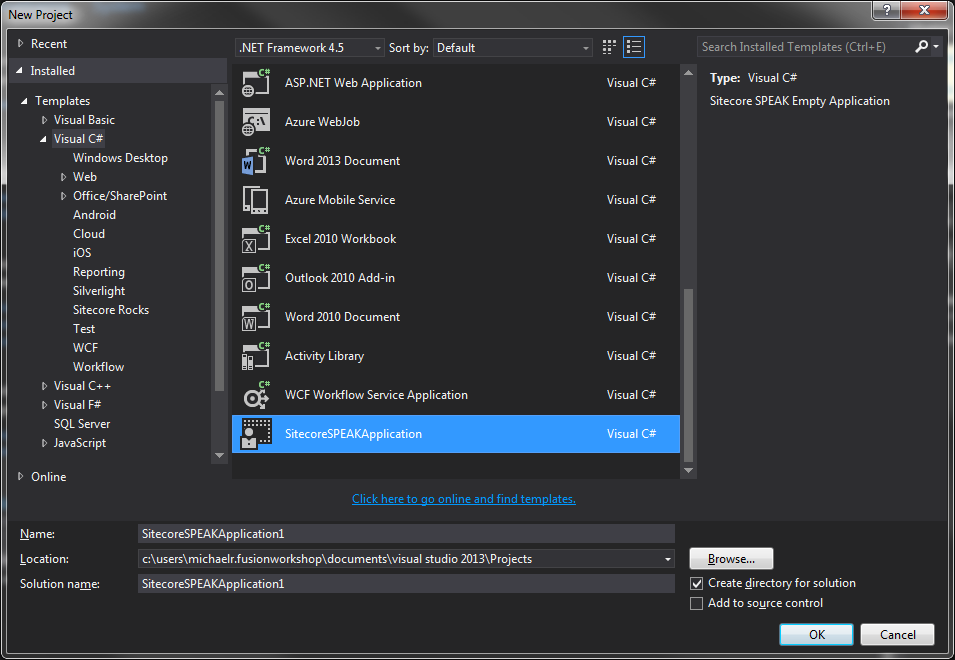 New Project
Recent
Installed
Templates
Visual Basic
Visual C#
Windows Desktop
Web
Office/SharePoint
Android
Cloud
iOS
Reporting
Silverlight
Sitecore Rocks
Test
WCF
Workflow
Visual C++
Visual F#
SQL Server
JavaScript
Online
.NET Framework 4.5 Sort by: Default
C# ASP.NET Web Application Visual C#
C:\ Azure WebJob Visual C#
C# W Word 2013 Document Visual C#
Azure Mobile Service Visual C#
C# X Excel 2010 Workbook Visual C#
C# O Outlook 2010 Add-in Visual C#
C# W Word 2010 Document Visual C#
C# Activity Library Visual C#
C# WCF Workflow Service Application Visual C#
SitecoreSPEAKApplication Visual C#
Click here to go online and find templates.
Search Installed Templates (Ctrl+E)
Type: Visual C#
Sitecore SPEAK Empty Application
Name: SitecoreSPEAKApplication1
Location: c:\users\michaelr.fusionworkshop\documents\visual studio 2013\Projects
Browse...
Solution name: SitecoreSPEAKApplication1
Create directory for solution
Add to source control
OK Cancel